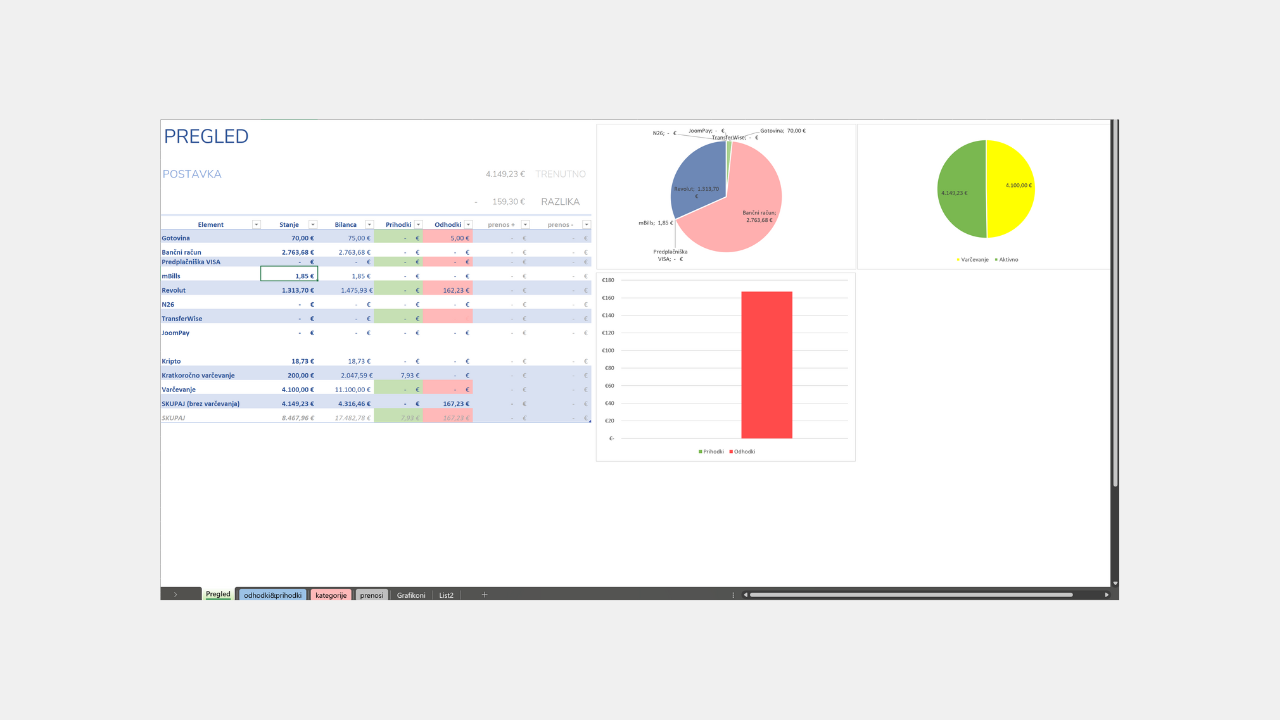 PREGLED
POSTAVKA 4.149,23 € TRENUTNO
- 159,30 € RAZLIKA
Element Stanje Bilanca Prihodki Odhodki prenos + prenos -
Gotovina 70,00 € 75,00 € - € 5,00 € - € - €
Bančni račun 2.763,68 € 2.763,68 € - € - € - € - €
Predplačniška VISA - € - € - € - € - € - €
mBills 1,85 € 1,85 € - € - € - € - €
Revolut 1.313,70 € 1.475,93 € - € 162,23 € - € - €
N26 - € - € - € - € - € - €
TransferWise - € - € - € - € - €
JoomPay - € - € - € - € - € - €
Kripto 18,73 € 18,73 € - € - € - € - €
Kratkoročno varčevanje 200,00 € 2.047,59 € 7,93 € - € - € - €
Varčevanje 4.100,00 € 11.100,00 € - € - € - € - €
SKUPAJ (brez varčevanja) 4.149,23 € 4.316,46 € - € 167,23 € - € - €
SKUPAJ 8.467,96 € 17.482,78 € 7,93 € 167,23 € - € - €
N26; - €
JoomPay; - €
TransferWise; - €
Gotovina; 70,00 €
Revolut; 1.313,70
€
Bančni račun;
2.763,68 €
mBills; 1,85 €
Predplačniška
VISA; - €
4.149,23 €
4.100,00 €
Varčevanje Aktivno
€180
€160
€140
€120
€100
€80
€60
€40
€20
€-
Prihodki Odhodki
Pregled odhodki&prihodki kategorije prenosi Grafikoni List2 +